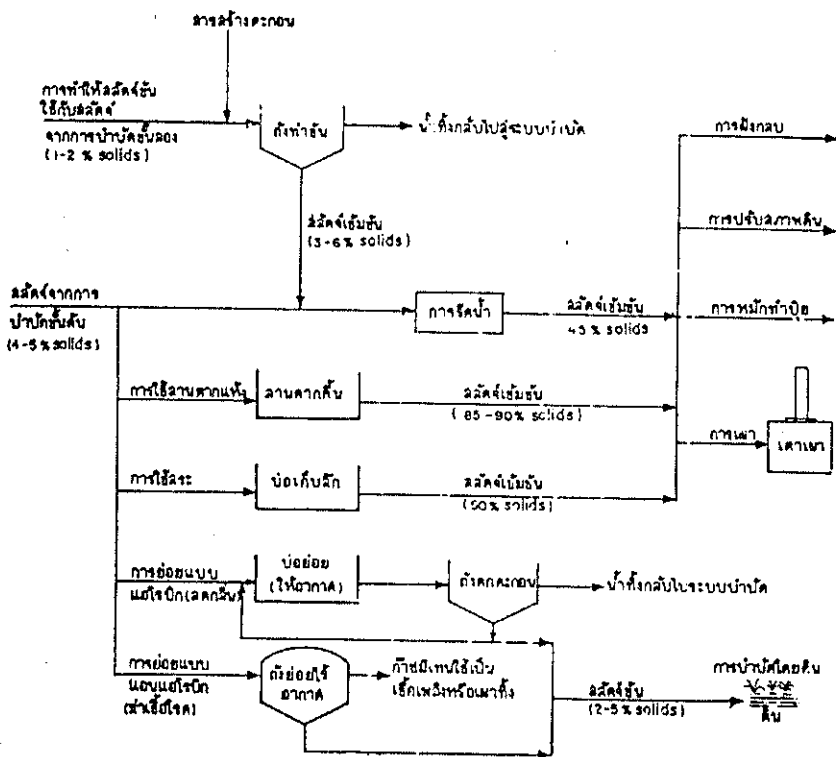 สารสร้างตะกอน
การทำให้สลัดจ์ข้น
ใช้กับสลัดจ์
จากการบำบัดขั้นสอง
(1-2 % solids)
ถังทำข้น
น้ำทิ้งกลับไปสู่ระบบบำบัด
สลัดจ์เข้มข้น
(3-6% solids)
การฝังกลบ
การปรับสภาพดิน
สลัดจ์จากการ
บำบัดขั้นต้น
(4-5% solids)
การรีดน้ำ
สลัดจ์เข้มข้น
45 % solids
การหมักทำปุ๋ย
การใช้ลานตากแห้ง
ลานตากตื้น
สลัดจ์เข้มข้น
(85-90% solids)
การเผา
เตาเผา
การใช้สระ
บ่อเก็บลึก
สลัดจ์เข้มข้น
(50% solids)
การย่อยแบบ
แอโรบิก(ลดกลิ่น)
บ่อย่อย
(ให้อากาศ)
ถังตกตะกอน
น้ำทิ้งกลับไประบบบำบัด
การย่อยแบบ
แอนแอโรบิก
(ฆ่าเชื้อโรค)
ถังย่อยไร้
อากาศ
ก๊าซมีเทนใช้เป็น
เชื้อเพลิงหรือเผาทิ้ง
สลัดจ์ข้น
(2-5% solids)
การบำบัดโดยดิน
ดิน